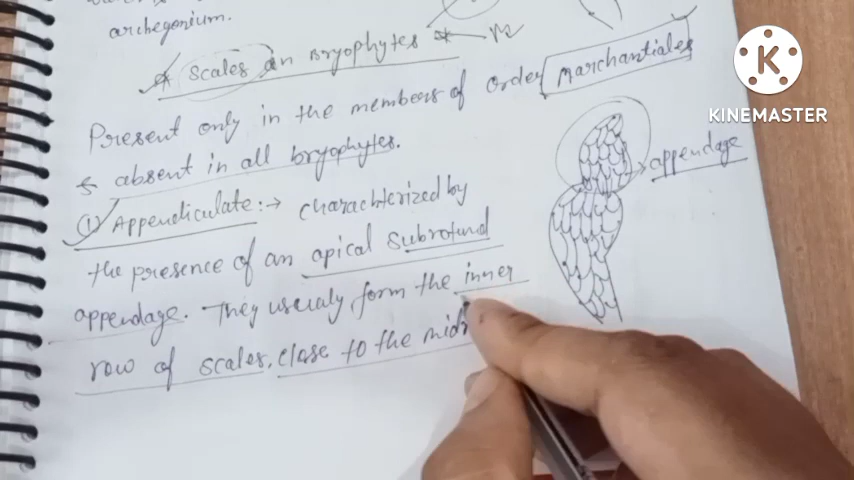 archegonium.
* Scales in Bryophytes *
Present only in the members of order Marchantiales
& absent in all bryophytes.
(1) Appendiculate :→ characterized by
the presence of an apical subrotund
appendage. They usualy form the inner
row of scales, close to the midr
appendage
K
KINEMASTER